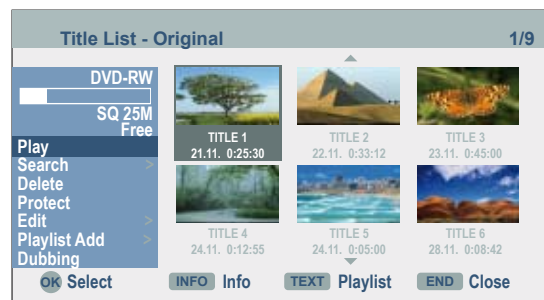 Title List - Original 1/9
DVD-RW
SQ 25M
Free
Play
Search >
Delete
Protect
Edit >
Playlist Add >
Dubbing
TITLE 1
21.11. 0:25:30
TITLE 2
22.11. 0:33:12
TITLE 3
23.11. 0:45:00
TITLE 4
24.11. 0:12:55
TITLE 5
24.11. 0:05:00
TITLE 6
28.11. 0:08:42
OK Select INFO Info TEXT Playlist END Close